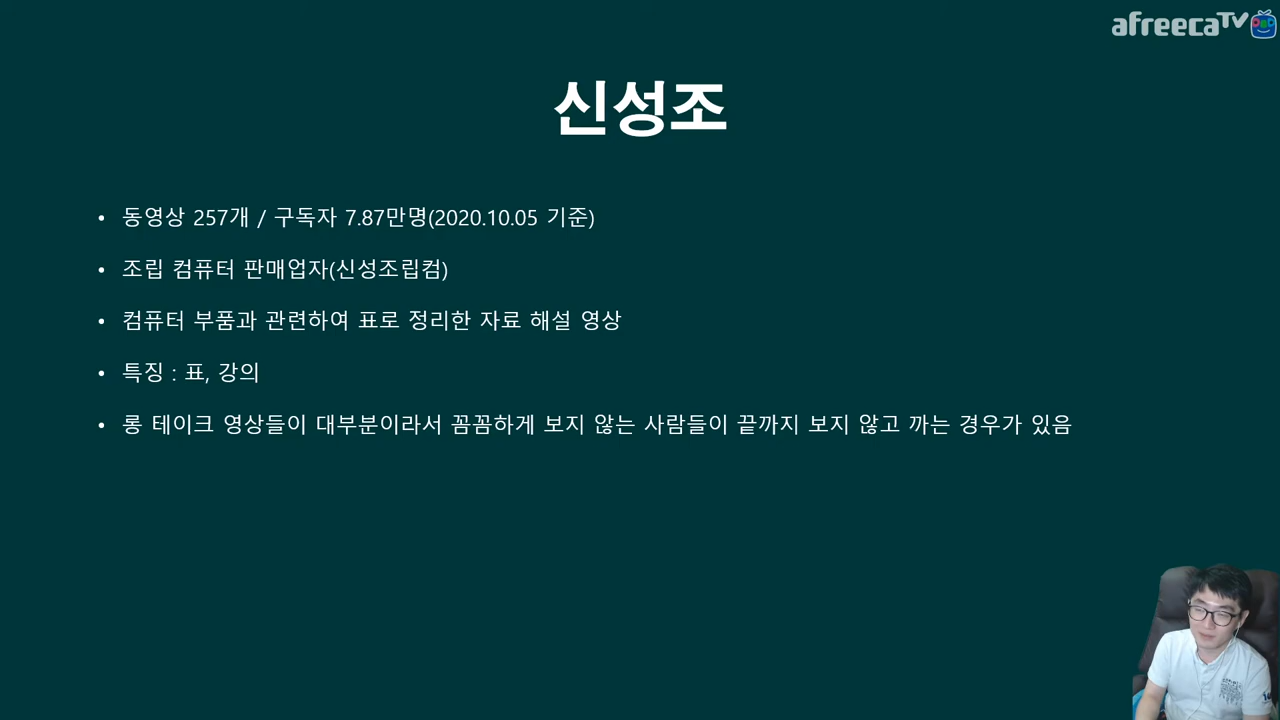 afreecaTV
신성조
• 동영상 257개 / 구독자 7.87만명(2020.10.05 기준)
• 조립 컴퓨터 판매업자(신성조립컴)
• 컴퓨터 부품과 관련하여 표로 정리한 자료 해설 영상
• 특징 : 표, 강의
• 롱 테이크 영상들이 대부분이라서 꼼꼼하게 보지 않는 사람들이 끝까지 보지 않고 까는 경우가 있음